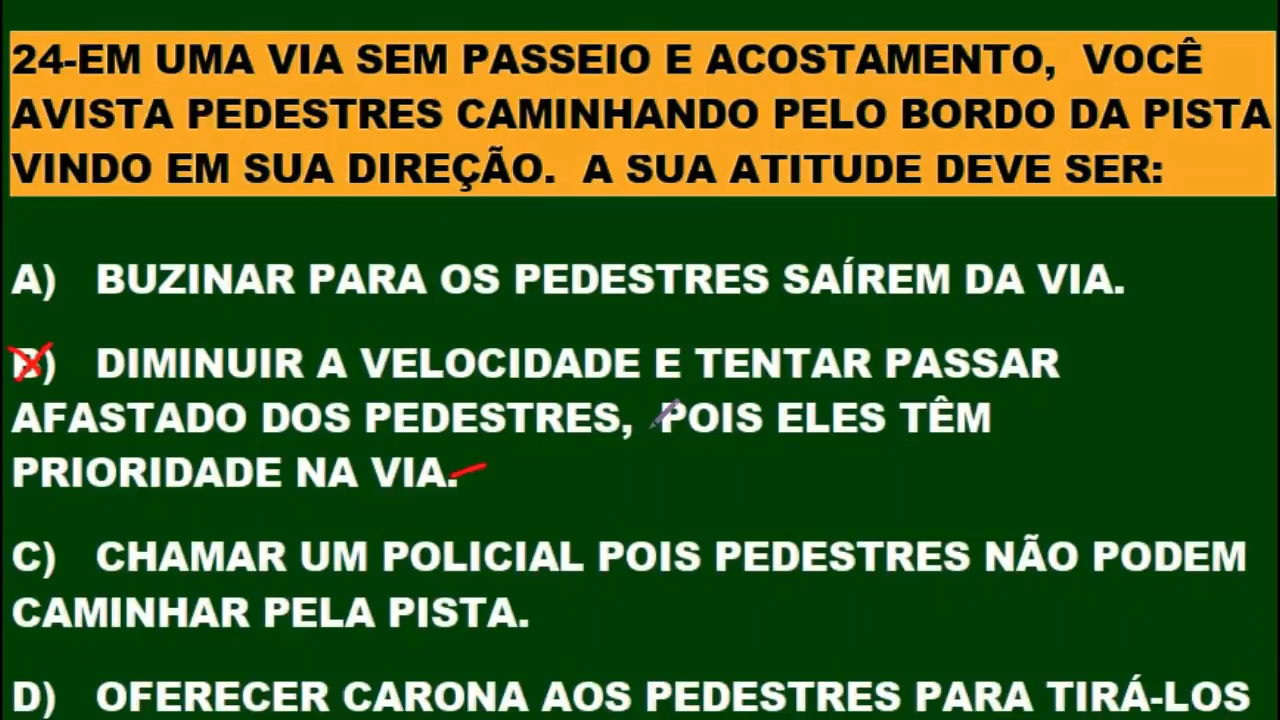 24-EM UMA VIA SEM PASSEIO E ACOSTAMENTO, VOCÊ
AVISTA PEDESTRES CAMINHANDO PELO BORDO DA PISTA
VINDO EM SUA DIREÇÃO. A SUA ATITUDE DEVE SER:
A) BUZINAR PARA OS PEDESTRES SAÍREM DA VIA.
B) DIMINUIR A VELOCIDADE E TENTAR PASSAR
AFASTADO DOS PEDESTRES, POIS ELES TÊM
PRIORIDADE NA VIA.
C) CHAMAR UM POLICIAL POIS PEDESTRES NÃO PODEM
CAMINHAR PELA PISTA.
D) OFERECER CARONA AOS PEDESTRES PARA TIRÁ-LOS